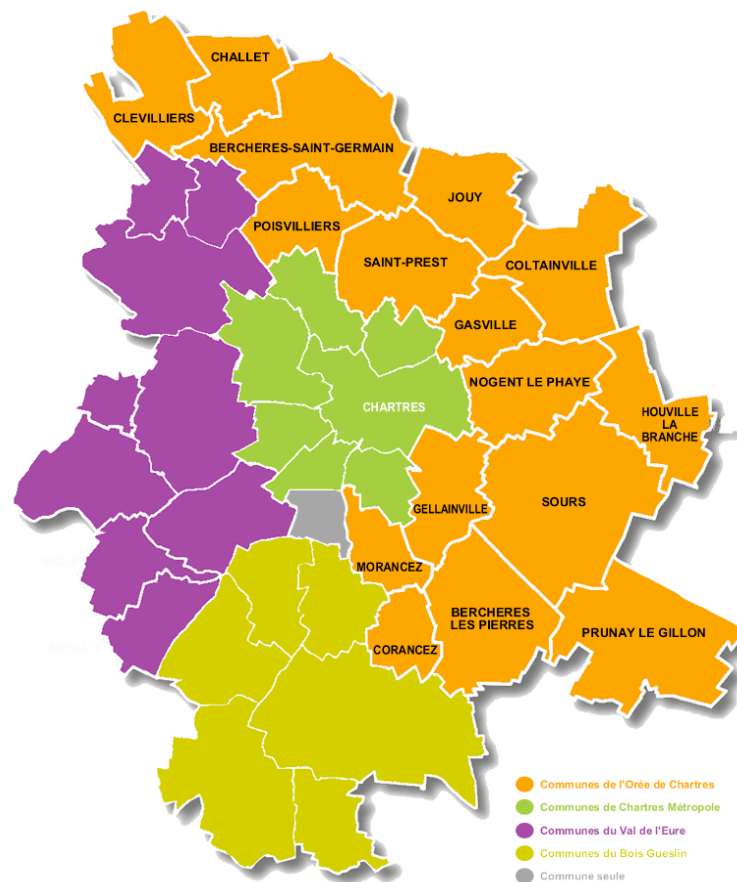 CHALLET
CLEVILLIERS
BERCHERES-SAINT-GERMAIN
JOUY
POISVILLIERS
SAINT-PREST
COLTAINVILLE
GASVILLE
NOGENT LE PHAYE
CHARTRES
HOUVILLE
LA
BRANCHE
GELLAINVILLE
SOURS
MORANCEZ
BERCHERES
LES PIERRES
PRUNAY LE GILLON
CORANCEZ
Communes de l'Orée de Chartres
Communes de Chartres Métropole
Communes du Val de l'Eure
Communes du Bois Gueslin
Commune seule